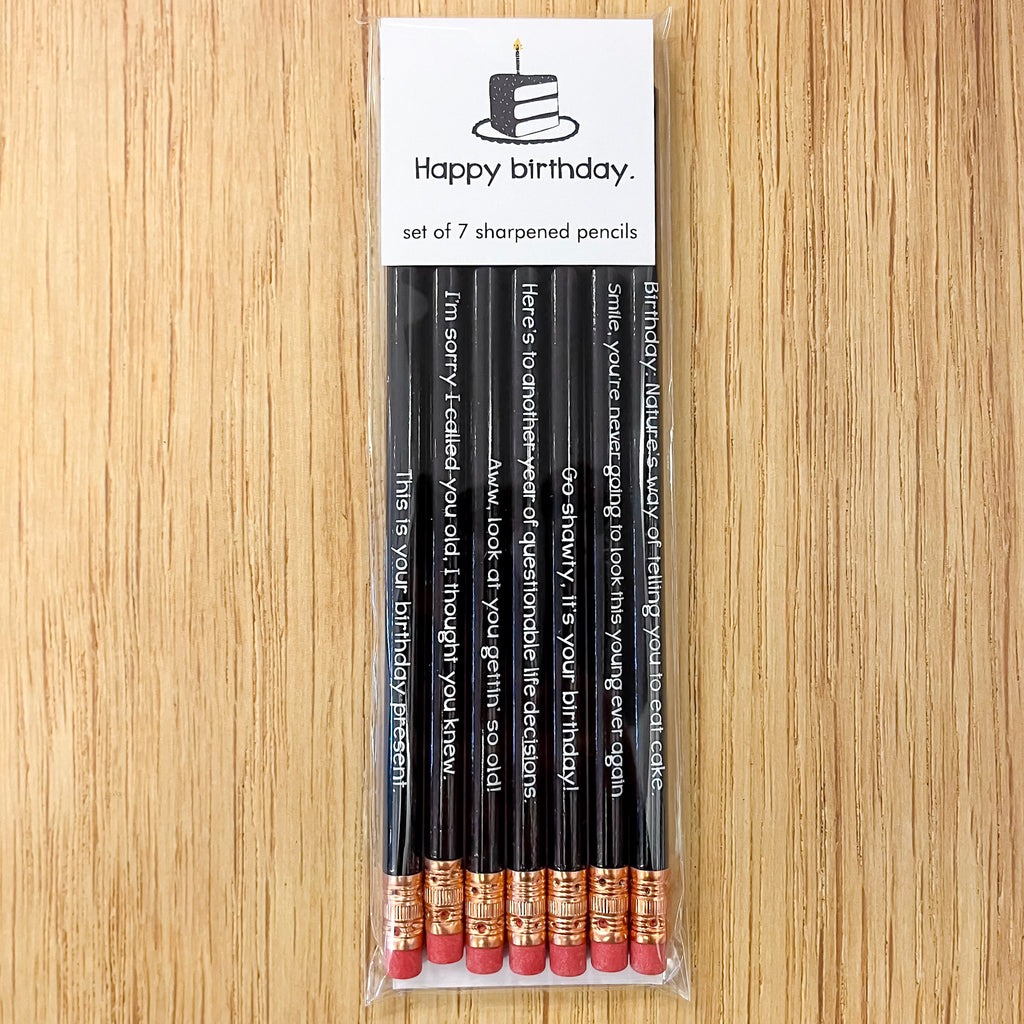 Happy birthday.
set of 7 sharpened pencils
This is your birthday present.
I'm sorry I called you old. I thought you knew.
Aww, look at you gettin' so old!
Here's to another year of questionable life decisions.
Go shawty, it's your birthday!
Smile, you're never going to look this young ever again.
Birthday: Nature's way of telling you to eat cake.